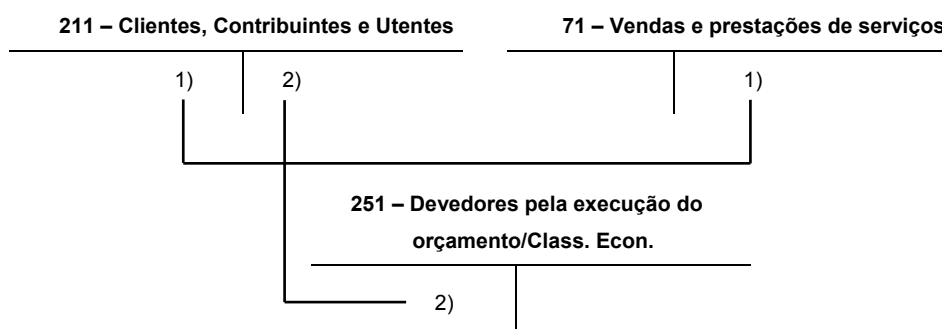 211 – Clientes, Contribuintes e Utentes 71 – Vendas e prestações de serviços
1) 2) 1)
251 – Devedores pela execução do
orçamento/Class. Econ.
2)